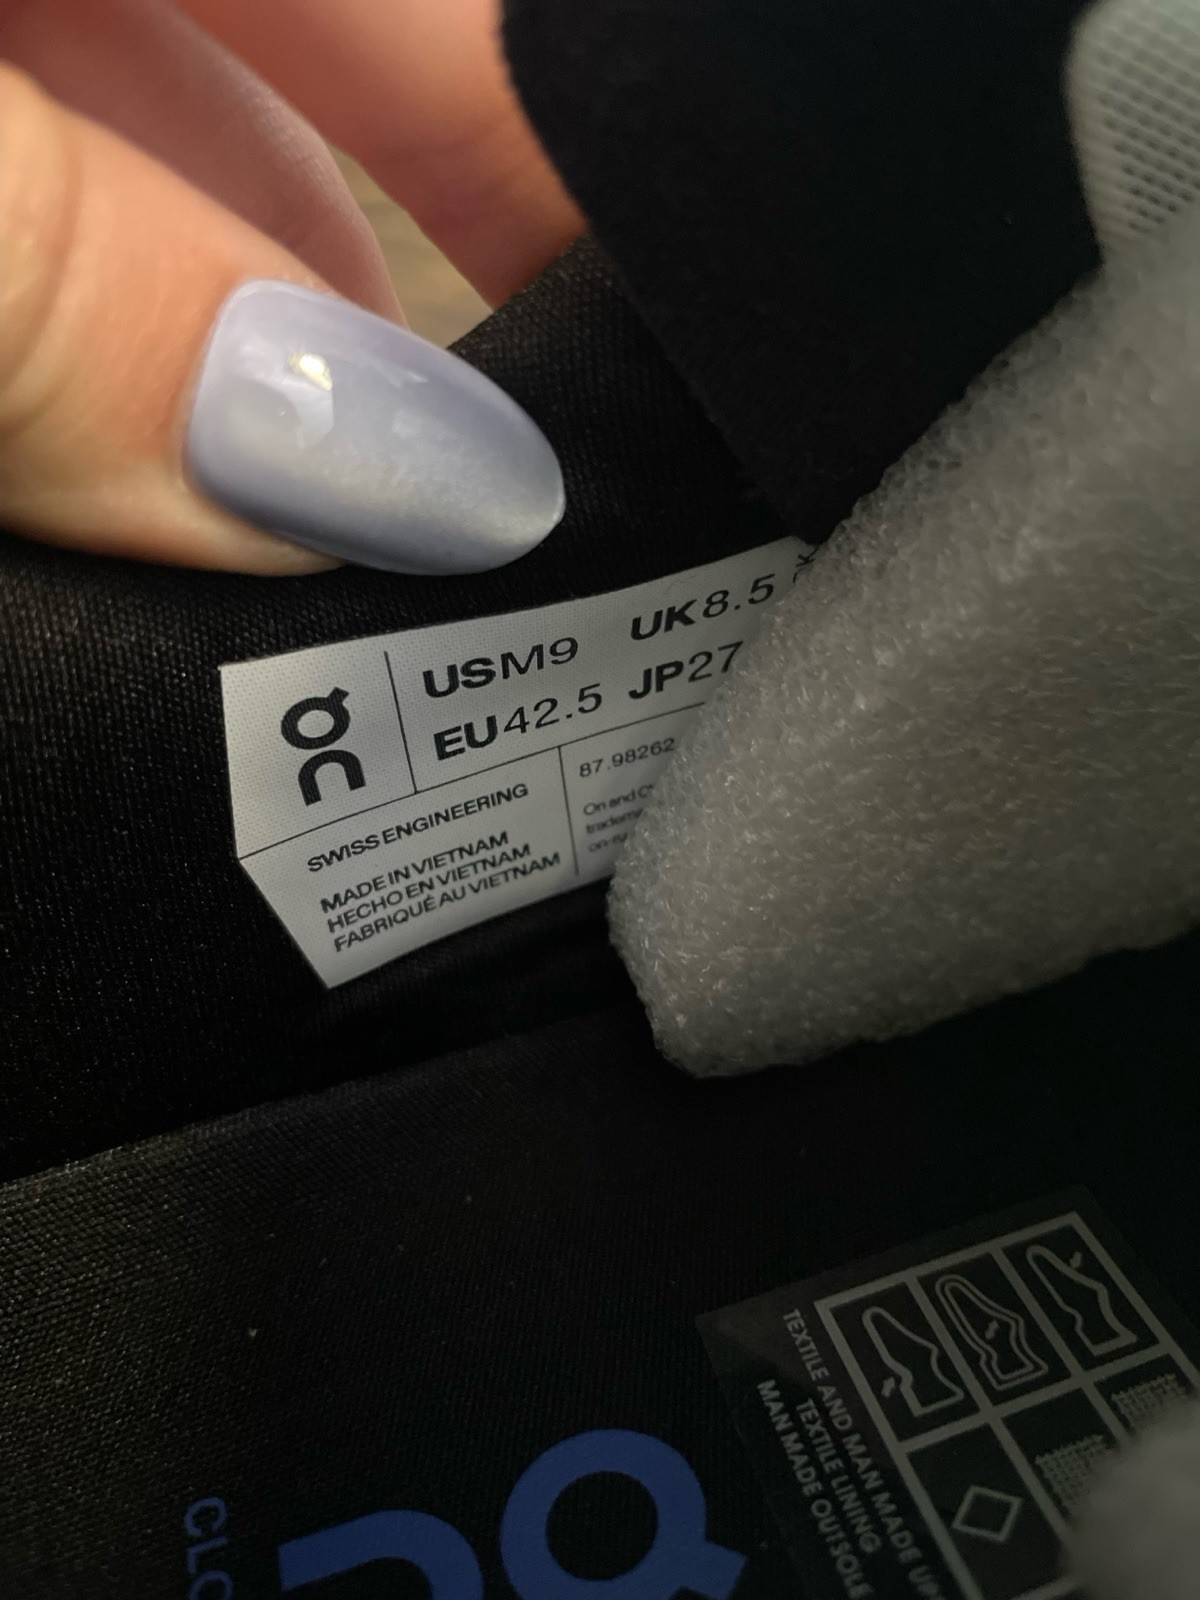 USM9 UK8.5
EU42.5 JP27
SWISS ENGINEERING
MADE IN VIETNAM
HECHO EN VIETNAM
FABRIQUÉ AU VIETNAM
87.98262
On and
TEXTILE AND MAN MADE
TEXTILE LINING
MAN MADE OUTSOLE